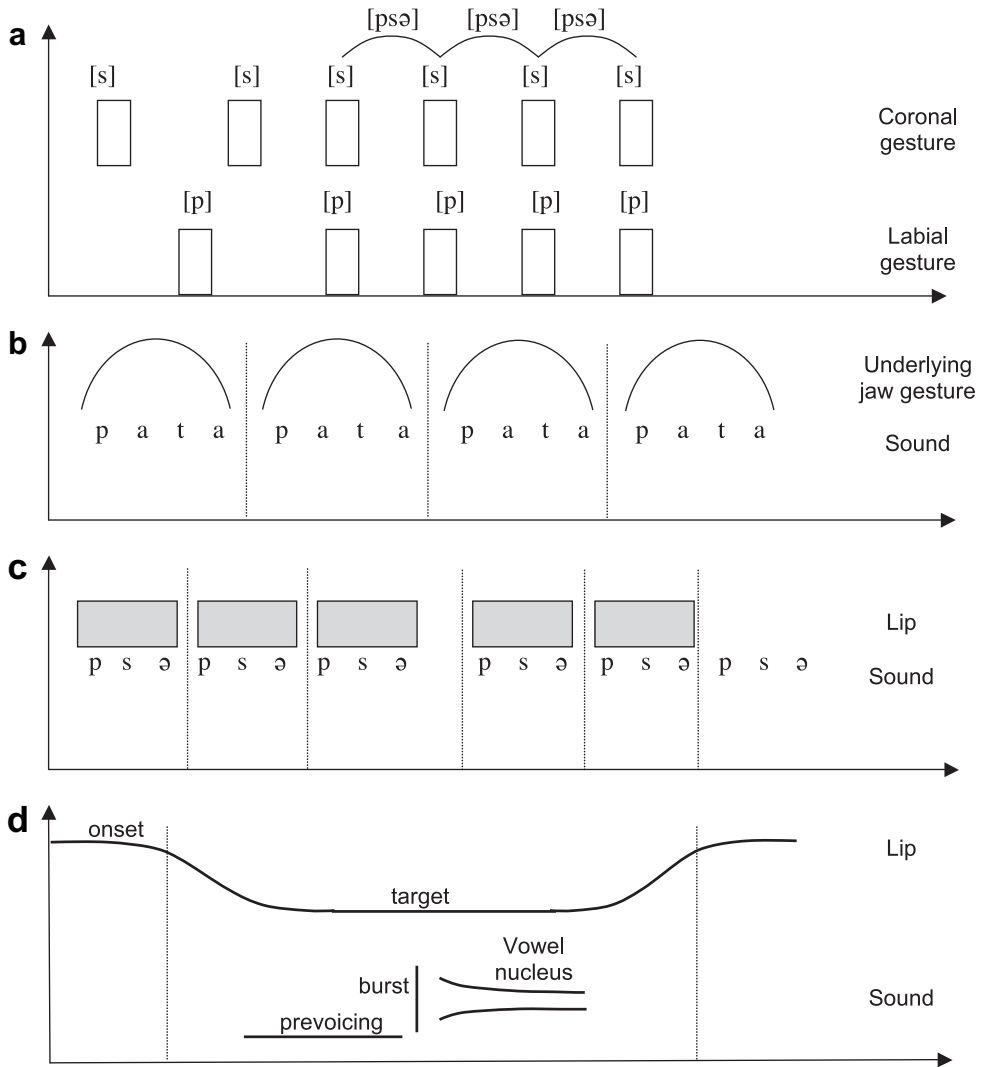 a
[psə] [psə] [psə]
[s] [s] [s] [s] [s] [s]
Coronal
gesture
[p] [p] [p] [p] [p]
Labial
gesture
b
Underlying
jaw gesture
p a t a p a t a p a t a p a t a
Sound
c
Lip
p s ə p s ə p s ə p s ə p s ə p s ə
Sound
d
onset
Lip
target
Vowel
nucleus
burst
Sound
prevoicing